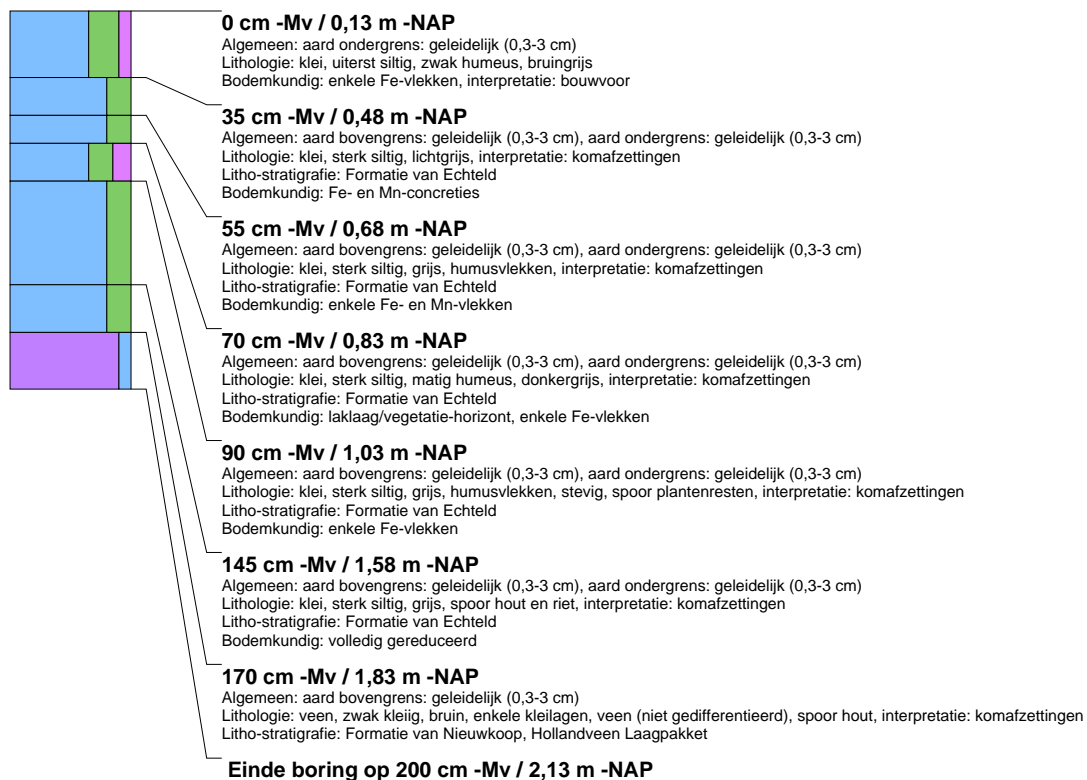 0 cm -Mv / 0,13 m -NAP
Algemeen: aard ondergrens: geleidelijk (0,3-3 cm)
Lithologie: klei, uiterst siltig, zwak humeus, bruingrijs
Bodemkundig: enkele Fe-vlekken, interpretatie: bouwvoor
35 cm -Mv / 0,48 m -NAP
Algemeen: aard bovengrens: geleidelijk (0,3-3 cm), aard ondergrens: geleidelijk (0,3-3 cm)
Lithologie: klei, sterk siltig, lichtgrijs, interpretatie: komafzettingen
Litho-stratigrafie: Formatie van Echteld
Bodemkundig: Fe- en Mn-concreties
55 cm -Mv / 0,68 m -NAP
Algemeen: aard bovengrens: geleidelijk (0,3-3 cm), aard ondergrens: geleidelijk (0,3-3 cm)
Lithologie: klei, sterk siltig, grijs, humusvlekken, interpretatie: komafzettingen
Litho-stratigrafie: Formatie van Echteld
Bodemkundig: enkele Fe- en Mn-vlekken
70 cm -Mv / 0,83 m -NAP
Algemeen: aard bovengrens: geleidelijk (0,3-3 cm), aard ondergrens: geleidelijk (0,3-3 cm)
Lithologie: klei, sterk siltig, matig humeus, donkergrijs, interpretatie: komafzettingen
Litho-stratigrafie: Formatie van Echteld
Bodemkundig: laklaag/vegetatie-horizont, enkele Fe-vlekken
90 cm -Mv / 1,03 m -NAP
Algemeen: aard bovengrens: geleidelijk (0,3-3 cm), aard ondergrens: geleidelijk (0,3-3 cm)
Lithologie: klei, sterk siltig, grijs, humusvlekken, stevig, spoor plantenresten, interpretatie: komafzettingen
Litho-stratigrafie: Formatie van Echteld
Bodemkundig: enkele Fe-vlekken
145 cm -Mv / 1,58 m -NAP
Algemeen: aard bovengrens: geleidelijk (0,3-3 cm), aard ondergrens: geleidelijk (0,3-3 cm)
Lithologie: klei, sterk siltig, grijs, spoor hout en riet, interpretatie: komafzettingen
Litho-stratigrafie: Formatie van Echteld
Bodemkundig: volledig gereduceerd
170 cm -Mv / 1,83 m -NAP
Algemeen: aard bovengrens: geleidelijk (0,3-3 cm)
Lithologie: veen, zwak kleiig, bruin, enkele kleilagen, veen (niet gedifferentieerd), spoor hout, interpretatie: komafzettingen
Litho-stratigrafie: Formatie van Nieuwkoop, Hollandveen Laagpakket
Einde boring op 200 cm -Mv / 2,13 m -NAP